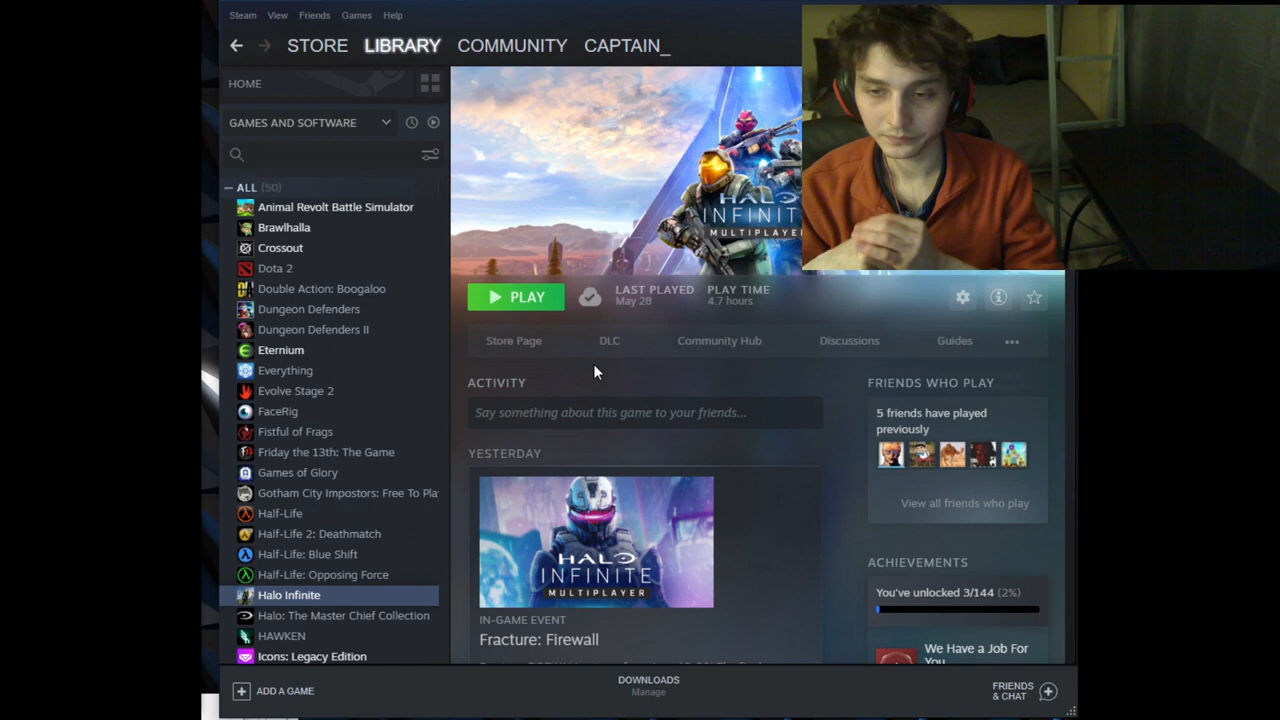 Steam View Friends Games Help
STORE LIBRARY COMMUNITY CAPTAIN_
HOME
GAMES AND SOFTWARE
ALL (50)
Animal Revolt Battle Simulator
Brawlhalla
Crossout
Dota 2
Double Action: Boogaloo
Dungeon Defenders
Dungeon Defenders II
Eternium
Everything
Evolve Stage 2
FaceRig
Fistful of Frags
Friday the 13th: The Game
Games of Glory
Gotham City Impostors: Free To Pla
Half-Life
Half-Life 2: Deathmatch
Half-Life: Blue Shift
Half-Life: Opposing Force
Halo Infinite
Halo: The Master Chief Collection
HAWKEN
Icons: Legacy Edition
HALO
INFINITE
MULTIPLAYER
PLAY
LAST PLAYED
May 28
PLAY TIME
4.7 hours
Store Page DLC Community Hub Discussions Guides
ACTIVITY
Say something about this game to your friends...
YESTERDAY
HALO
INFINITE
MULTIPLAYER
IN-GAME EVENT
Fracture: Firewall
FRIENDS WHO PLAY
5 friends have played
previously
View all friends who play
ACHIEVEMENTS
You've unlocked 3/144 (2%)
We Have a Job For
You
ADD A GAME
DOWNLOADS
Manage
FRIENDS
& CHAT